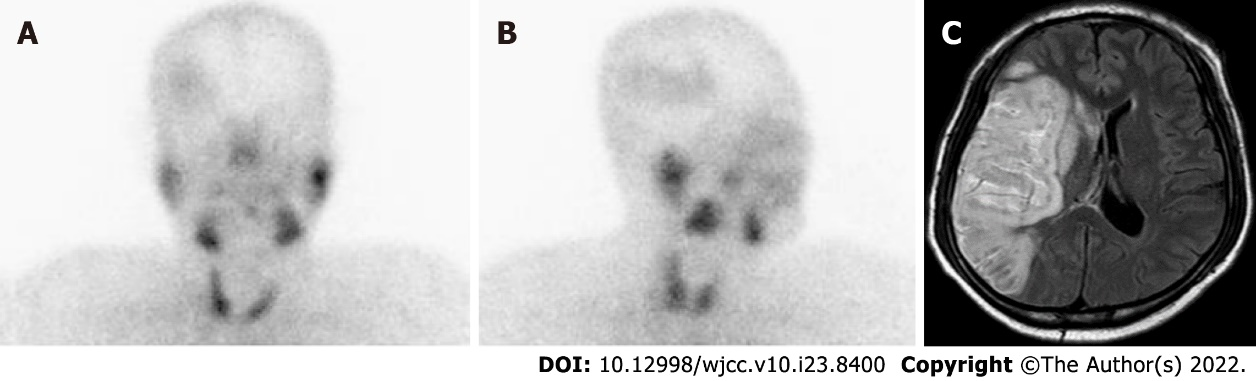 A
B
C
DOI: 10.12998/wjcc.v10.i23.8400 Copyright ©The Author(s) 2022.